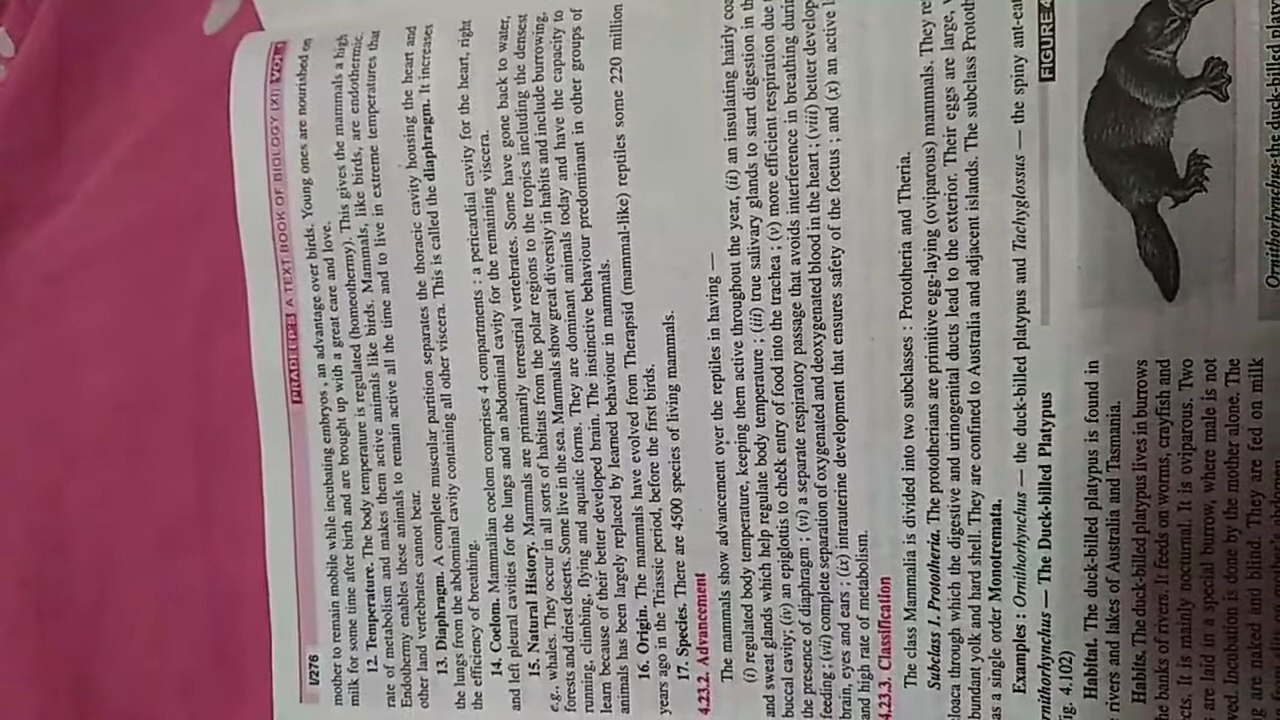 1/276
PRADEEP'S A TEXT BOOK OF BIOLOGY (XI) VOL. I
mother to remain mobile while incubating embryos, an advantage over birds. Young ones are nourished on
milk for some time after birth and are brought up with a great care and love.
12. Temperature. The body temperature is regulated (homeothermy). This gives the mammals a high
rate of metabolism and makes them active animals like birds. Mammals, like birds, are endothermic.
Endothermy enables these animals to remain active all the time and to live in extreme temperatures that
other land vertebrates cannot bear.
13. Diaphragm. A complete muscular partition separates the thoracic cavity housing the heart and
the lungs from the abdominal cavity containing all other viscera. This is called the diaphragm. It increases
the efficiency of breathing.
14. Coelom. Mammalian coelom comprises 4 compartments : a pericardial cavity for the heart, right
and left pleural cavities for the lungs and an abdominal cavity for the remaining viscera.
15. Natural History. Mammals are primarily terrestrial vertebrates. Some have gone back to water,
e.g., whales. They occur in all sorts of habitats from the polar regions to the tropics including the densest
forests and driest deserts. Some live in the sea. Mammals show great diversity in habits and include burrowing,
running, climbing, flying and aquatic forms. They are dominant animals today and have the capacity to
learn because of their better developed brain. The instinctive behaviour predominant in other groups of
animals has been largely replaced by learned behaviour in mammals.
16. Origin. The mammals have evolved from Therapsid (mammal-like) reptiles some 220 million
years ago in the Triassic period, before the first birds.
17. Species. There are 4500 species of living mammals.
4.23.2. Advancement
The mammals show advancement over the reptiles in having —
(i) regulated body temperature, keeping them active throughout the year, (ii) an insulating hairy coa
and sweat glands which help regulate body temperature ; (iii) true salivary glands to start digestion in th
buccal cavity; (iv) an epiglottis to check entry of food into the trachea ; (v) more efficient respiration due
the presence of diaphragm ; (vi) a separate respiratory passage that avoids interference in breathing durin
feeding ; (vii) complete separation of oxygenated and deoxygenated blood in the heart ; (viii) better develop
brain, eyes and ears ; (ix) intrauterine development that ensures safety of the foetus ; and (x) an active l
and high rate of metabolism.
4.23.3. Classification
The class Mammalia is divided into two subclasses : Prototheria and Theria.
Subclass I. Prototheria. The prototherians are primitive egg-laying (oviparous) mammals. They re
loaca through which the digestive and urinogenital ducts lead to the exterior. Their eggs are large,
bundant yolk and hard shell. They are confined to Australia and adjacent islands. The subclass Prototh
as a single order Monotremata.
Examples : Ornithorhynchus — the duck-billed platypus and Tachyglossus — the spiny ant-eat
rnithorhynchus — The Duck-billed Platypus
ig. 4.102)
Habitat. The duck-billed platypus is found in
rivers and lakes of Australia and Tasmania.
Habits. The duck-billed platypus lives in burrows
he banks of rivers. It feeds on worms, crayfish and
cts. It is mainly nocturnal. It is oviparous. Two
are laid in a special burrow, where male is not
red. Incubation is done by the mother alone. The
g are naked and blind. They are fed on milk
FIGURE 4
Ornithorhynchus-the duck-billed platy